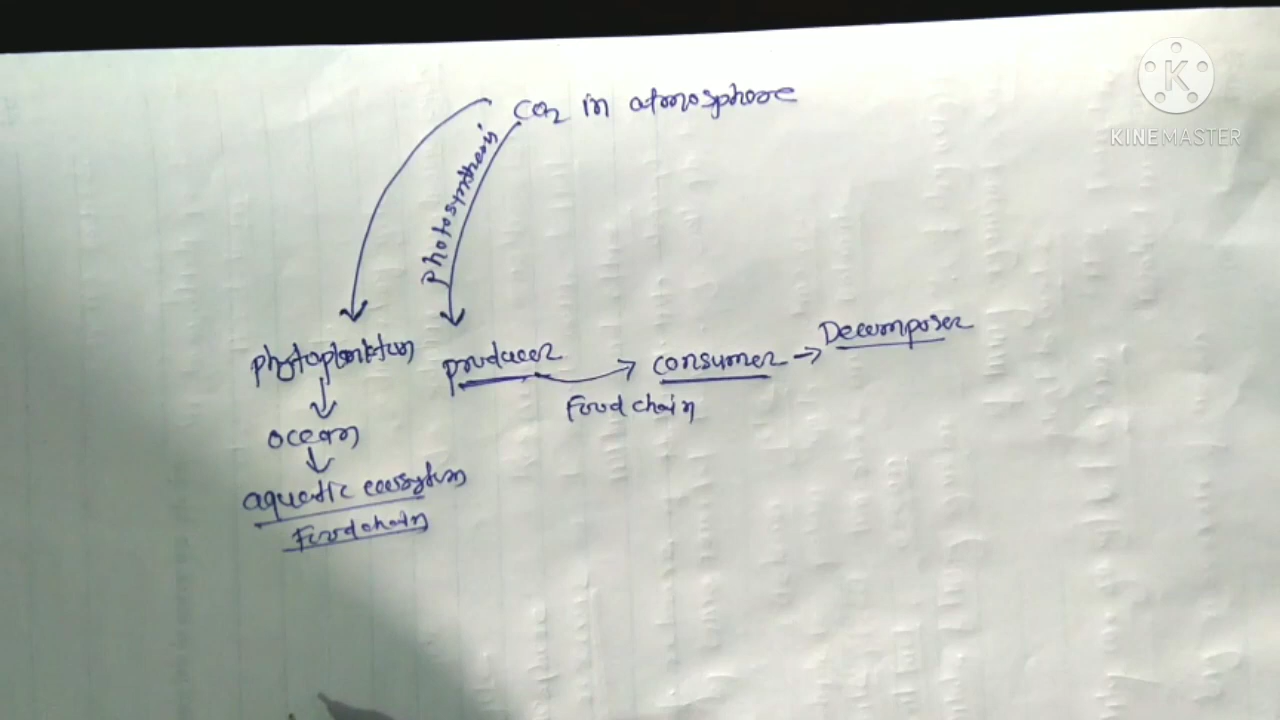 CO2 in atmosphere
photosynthesis
phytoplankton
producer
consumer
Decomposer
Food chain
ocean
aquatic ecosystem
Food chain
K
KINEMASTER